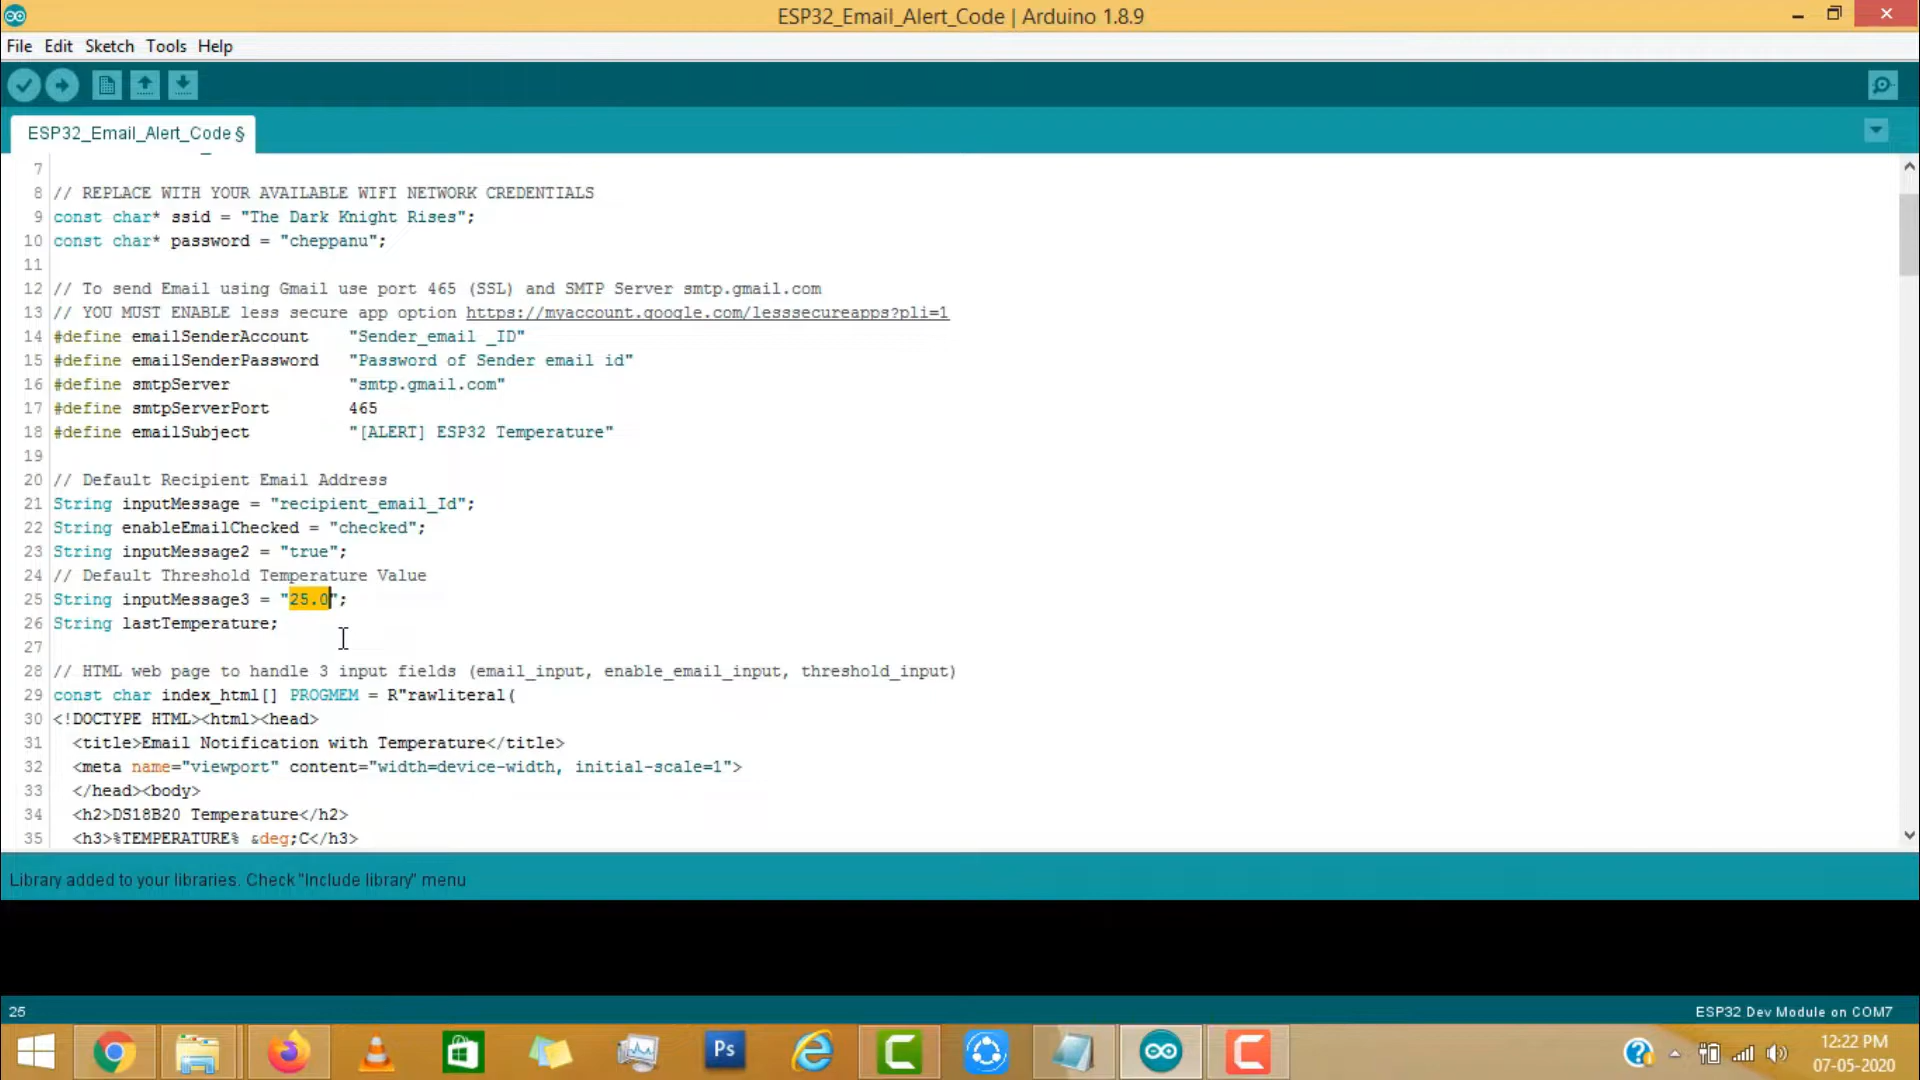 ESP32_Email_Alert_Code | Arduino 1.8.9
File Edit Sketch Tools Help
ESP32_Email_Alert_Code §
7
8 // REPLACE WITH YOUR AVAILABLE WIFI NETWORK CREDENTIALS
9 const char* ssid = "The Dark Knight Rises";
10 const char* password = "cheppanu";
11
12 // To send Email using Gmail use port 465 (SSL) and SMTP Server smtp.gmail.com
13 // YOU MUST ENABLE less secure app option https://myaccount.google.com/lesssecureapps?pli=1
14 #define emailSenderAccount    "Sender_email _ID"
15 #define emailSenderPassword   "Password of Sender email id"
16 #define smtpServer            "smtp.gmail.com"
17 #define smtpServerPort        465
18 #define emailSubject          "[ALERT] ESP32 Temperature"
19
20 // Default Recipient Email Address
21 String inputMessage = "recipient_email_Id";
22 String enableEmailChecked = "checked";
23 String inputMessage2 = "true";
24 // Default Threshold Temperature Value
25 String inputMessage3 = "25.0";
26 String lastTemperature;
27
28 // HTML web page to handle 3 input fields (email_input, enable_email_input, threshold_input)
29 const char index_html[] PROGMEM = R"rawliteral(
30 <!DOCTYPE HTML><html><head>
31   <title>Email Notification with Temperature</title>
32   <meta name="viewport" content="width=device-width, initial-scale=1">
33   </head><body>
34   <h2>DS18B20 Temperature</h2>
35   <h3>%TEMPERATURE% &deg;C</h3>
Library added to your libraries. Check "Include library" menu
25
ESP32 Dev Module on COM7
Ps
12:22 PM
07-05-2020